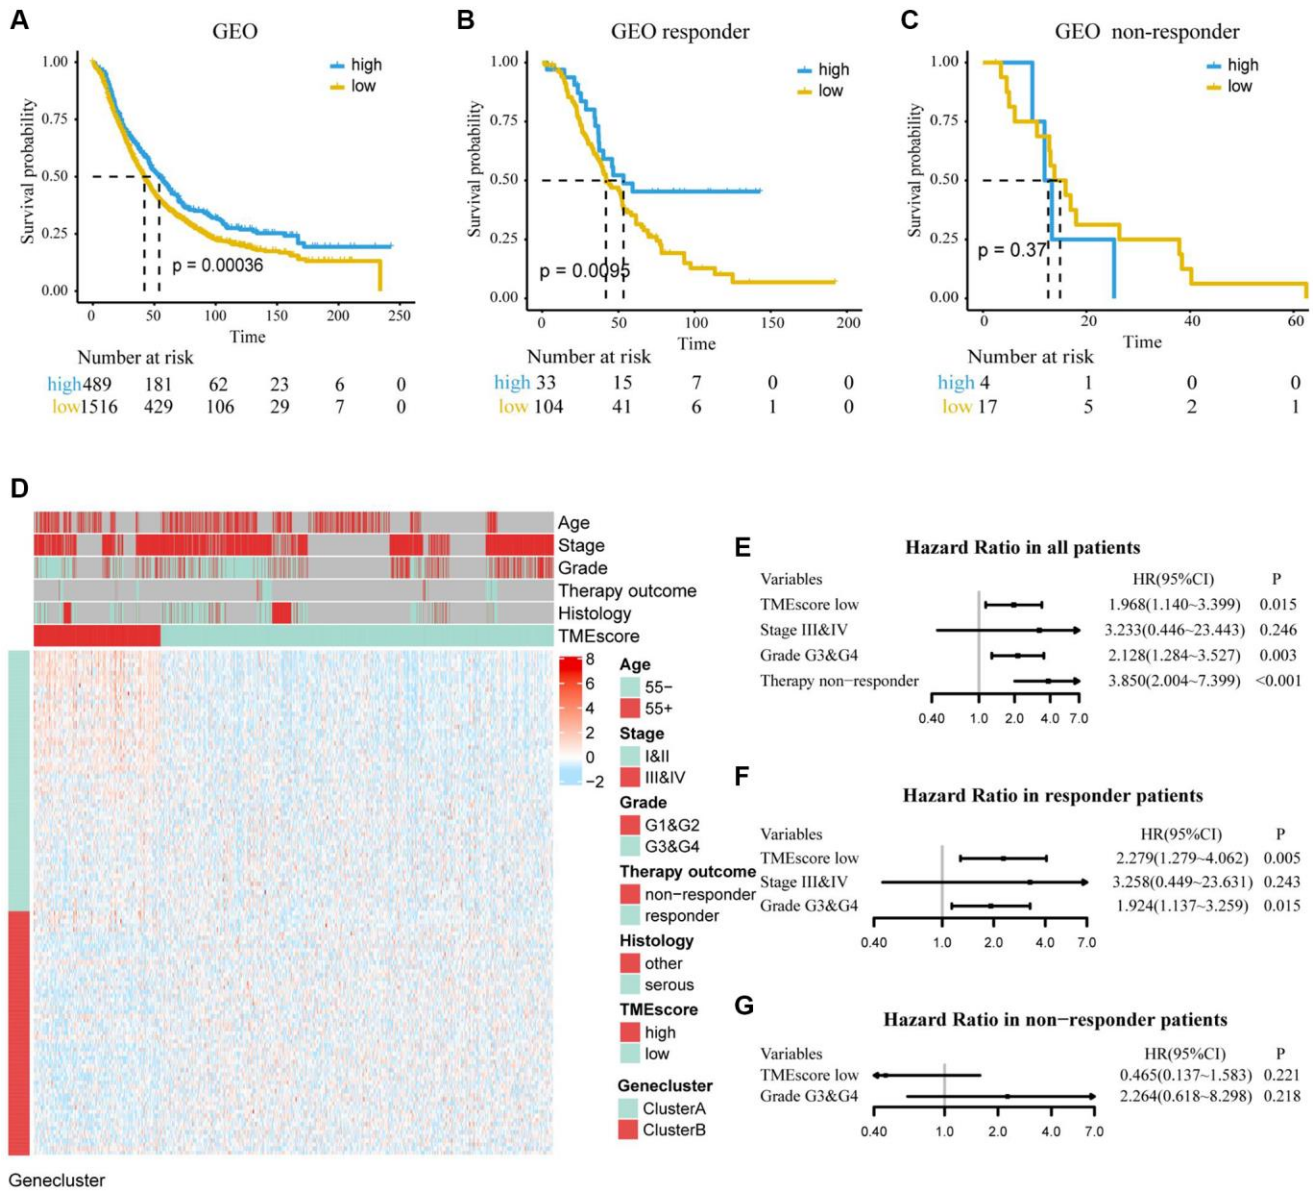 A
GEO
Survival probability
1.00
0.75
0.50
0.25
0.00
high
low
p = 0.00036
0 50 100 150 200 250
Time
Number at risk
high 489 181 62 23 6 0
low 1516 429 106 29 7 0
B
GEO responder
Survival probability
1.00
0.75
0.50
0.25
0.00
high
low
p = 0.0095
0 50 100 150 200
Time
Number at risk
high 33 15 7 0 0
low 104 41 6 1 0
C
GEO non-responder
Survival probability
1.00
0.75
0.50
0.25
0.00
high
low
p = 0.37
0 20 40 60
Time
Number at risk
high 4 1 0 0
low 17 5 2 1
D
Age
Stage
Grade
Therapy outcome
Histology
TMEscore
8
6
4
2
0
−2
Age
55−
55+
Stage
I&II
III&IV
Grade
G1&G2
G3&G4
Therapy outcome
non−responder
responder
Histology
other
serous
TMEscore
high
low
Genecluster
ClusterA
ClusterB
Genecluster
E
Hazard Ratio in all patients
Variables HR(95%CI) P
TMEscore low 1.968(1.140~3.399) 0.015
Stage III&IV 3.233(0.446~23.443) 0.246
Grade G3&G4 2.128(1.284~3.527) 0.003
Therapy non−responder 3.850(2.004~7.399) <0.001
0.40 1.0 2.0 4.0 7.0
F
Hazard Ratio in responder patients
Variables HR(95%CI) P
TMEscore low 2.279(1.279~4.062) 0.005
Stage III&IV 3.258(0.449~23.631) 0.243
Grade G3&G4 1.924(1.137~3.259) 0.015
0.40 1.0 2.0 4.0 7.0
G
Hazard Ratio in non−responder patients
Variables HR(95%CI) P
TMEscore low 0.465(0.137~1.583) 0.221
Grade G3&G4 2.264(0.618~8.298) 0.218
0.40 1.0 2.0 4.0 7.0